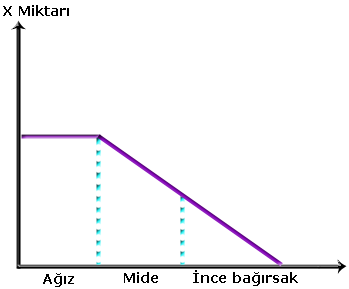 X Miktarı
Ağız
Mide
İnce bağırsak